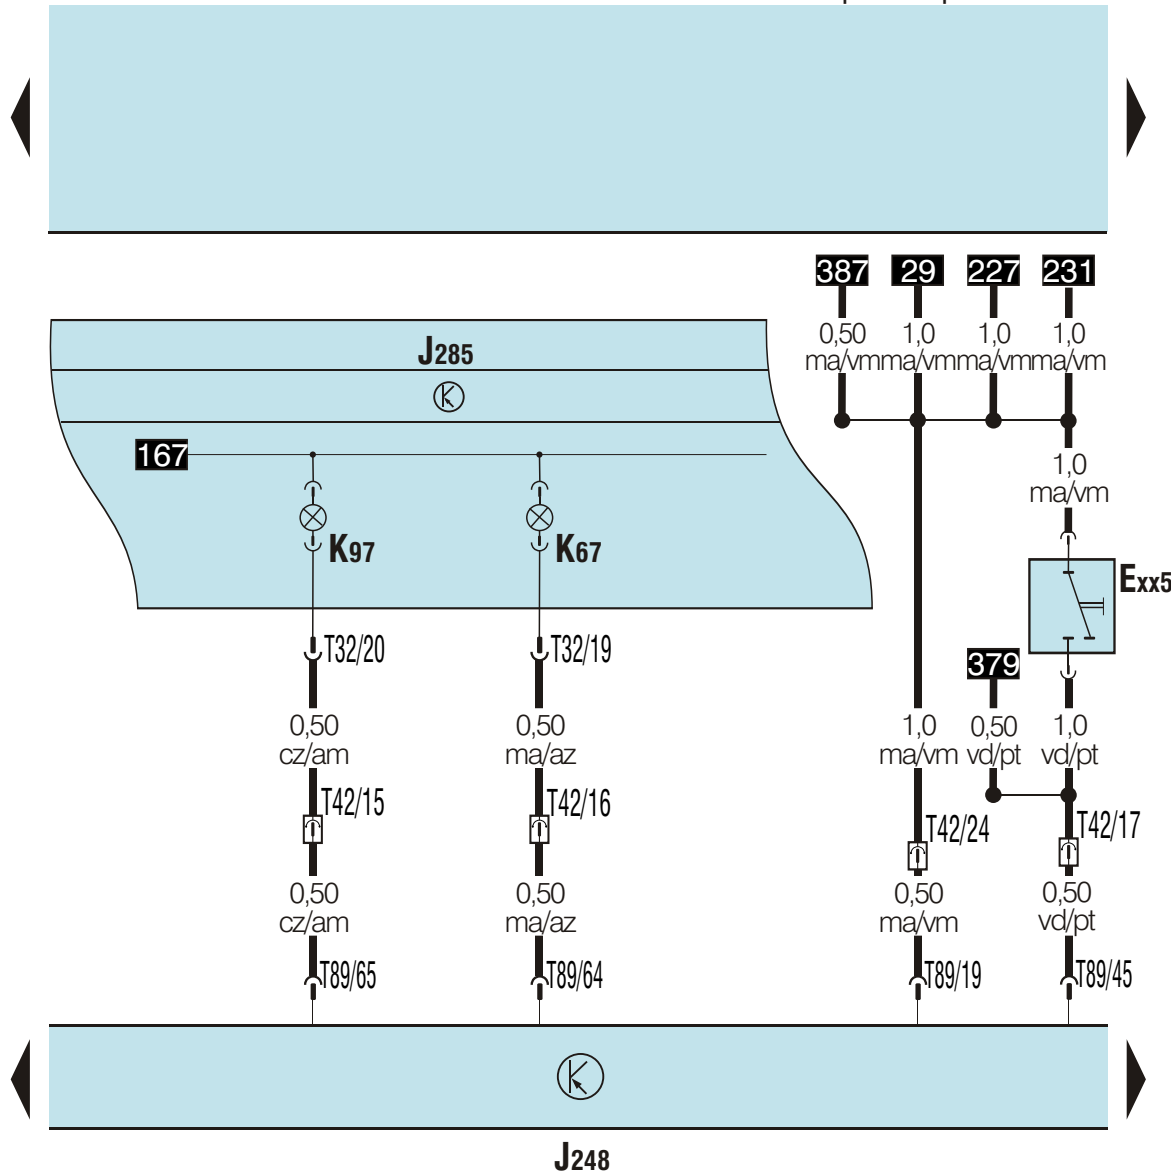 387 29 227 231
0,50 1,0 1,0 1,0
ma/vm ma/vm ma/vm ma/vm
J285
167
1,0
ma/vm
K97 K67
Exx5
T32/20 T32/19
379
0,50 0,50 1,0 0,50 1,0
cz/am ma/az ma/vm vd/pt vd/pt
T42/15 T42/16
T42/24 T42/17
0,50 0,50 0,50 0,50
cz/am ma/az ma/vm vd/pt
T89/65 T89/64 T89/19 T89/45
J248